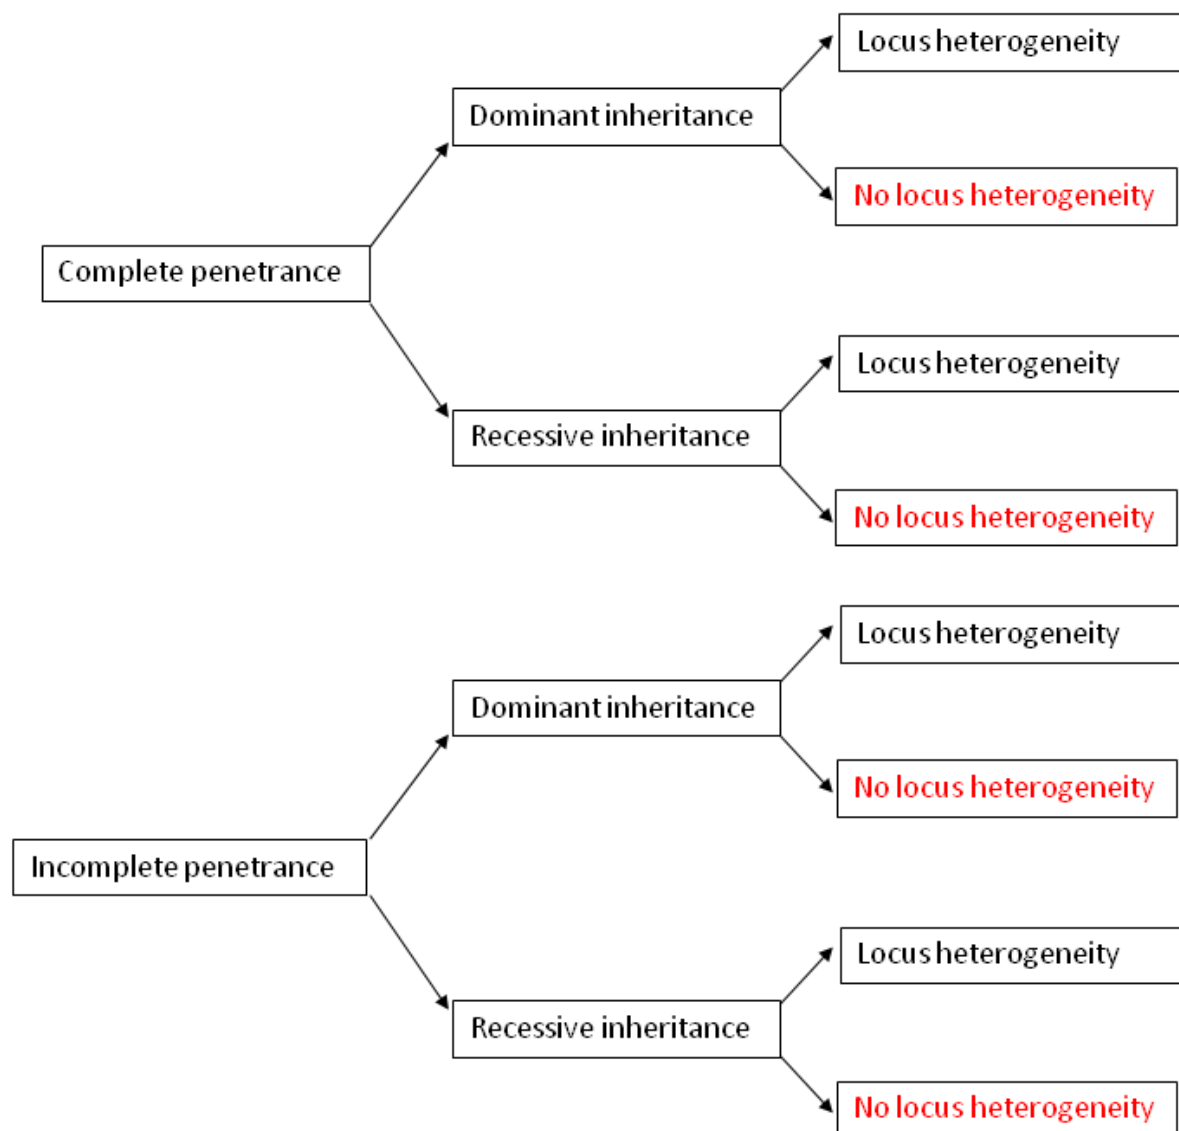 Locus heterogeneity
Dominant inheritance
No locus heterogeneity
Complete penetrance
Locus heterogeneity
Recessive inheritance
No locus heterogeneity
Locus heterogeneity
Dominant inheritance
No locus heterogeneity
Incomplete penetrance
Locus heterogeneity
Recessive inheritance
No locus heterogeneity